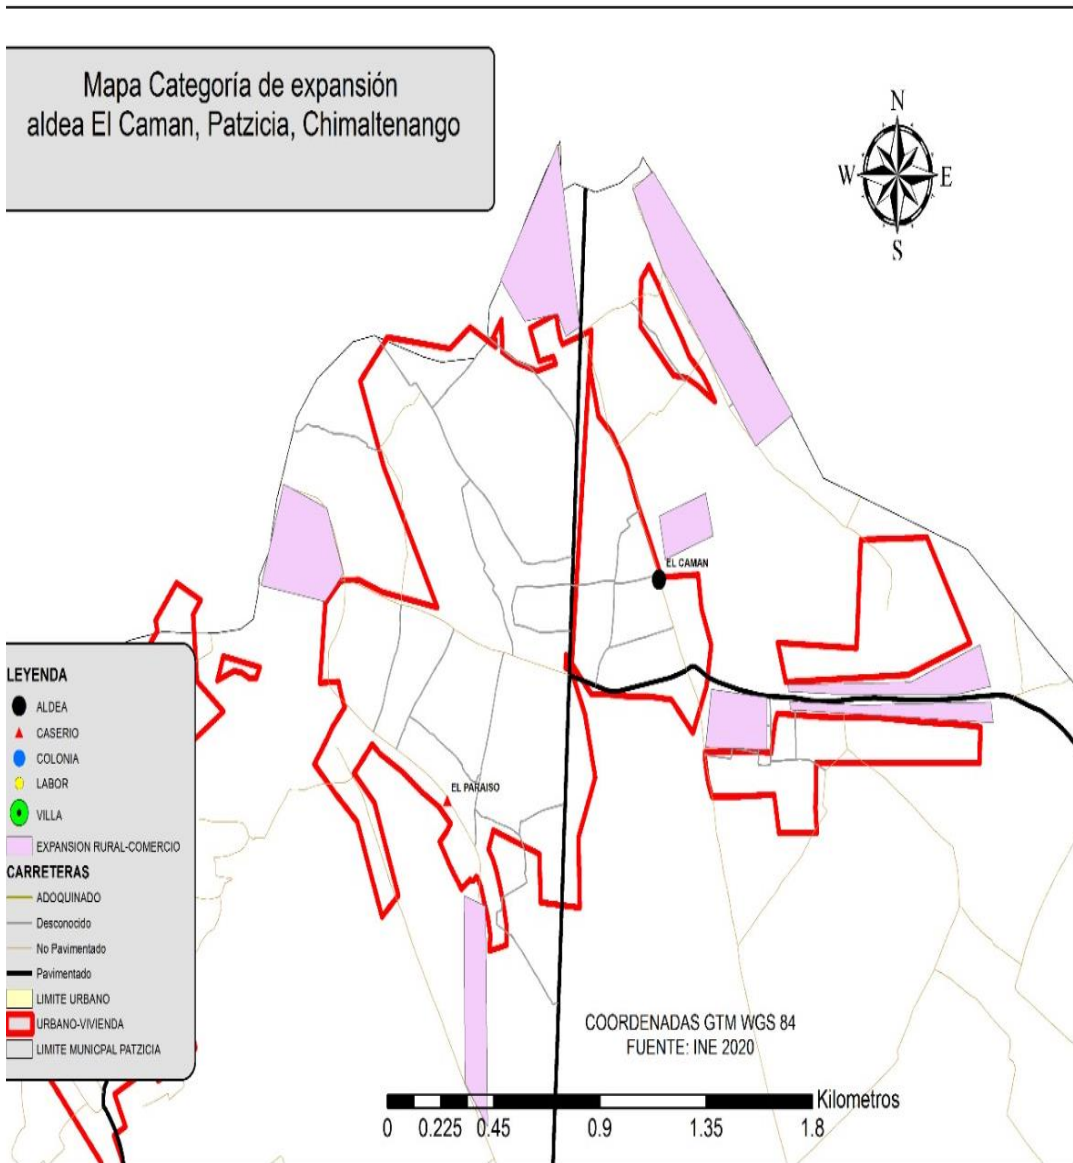 Mapa Categoría de expansión
aldea El Caman, Patzicia, Chimaltenango
N
W
E
S
EL CAMAN
EL PARAISO
LEYENDA
ALDEA
CASERIO
COLONIA
LABOR
VILLA
EXPANSION RURAL-COMERCIO
CARRETERAS
ADOQUINADO
Desconocido
No Pavimentado
Pavimentado
LIMITE URBANO
URBANO-VIVIENDA
LIMITE MUNICPAL PATZICIA
COORDENADAS GTM WGS 84
FUENTE: INE 2020
Kilometros
0 0.225 0.45 0.9 1.35 1.8